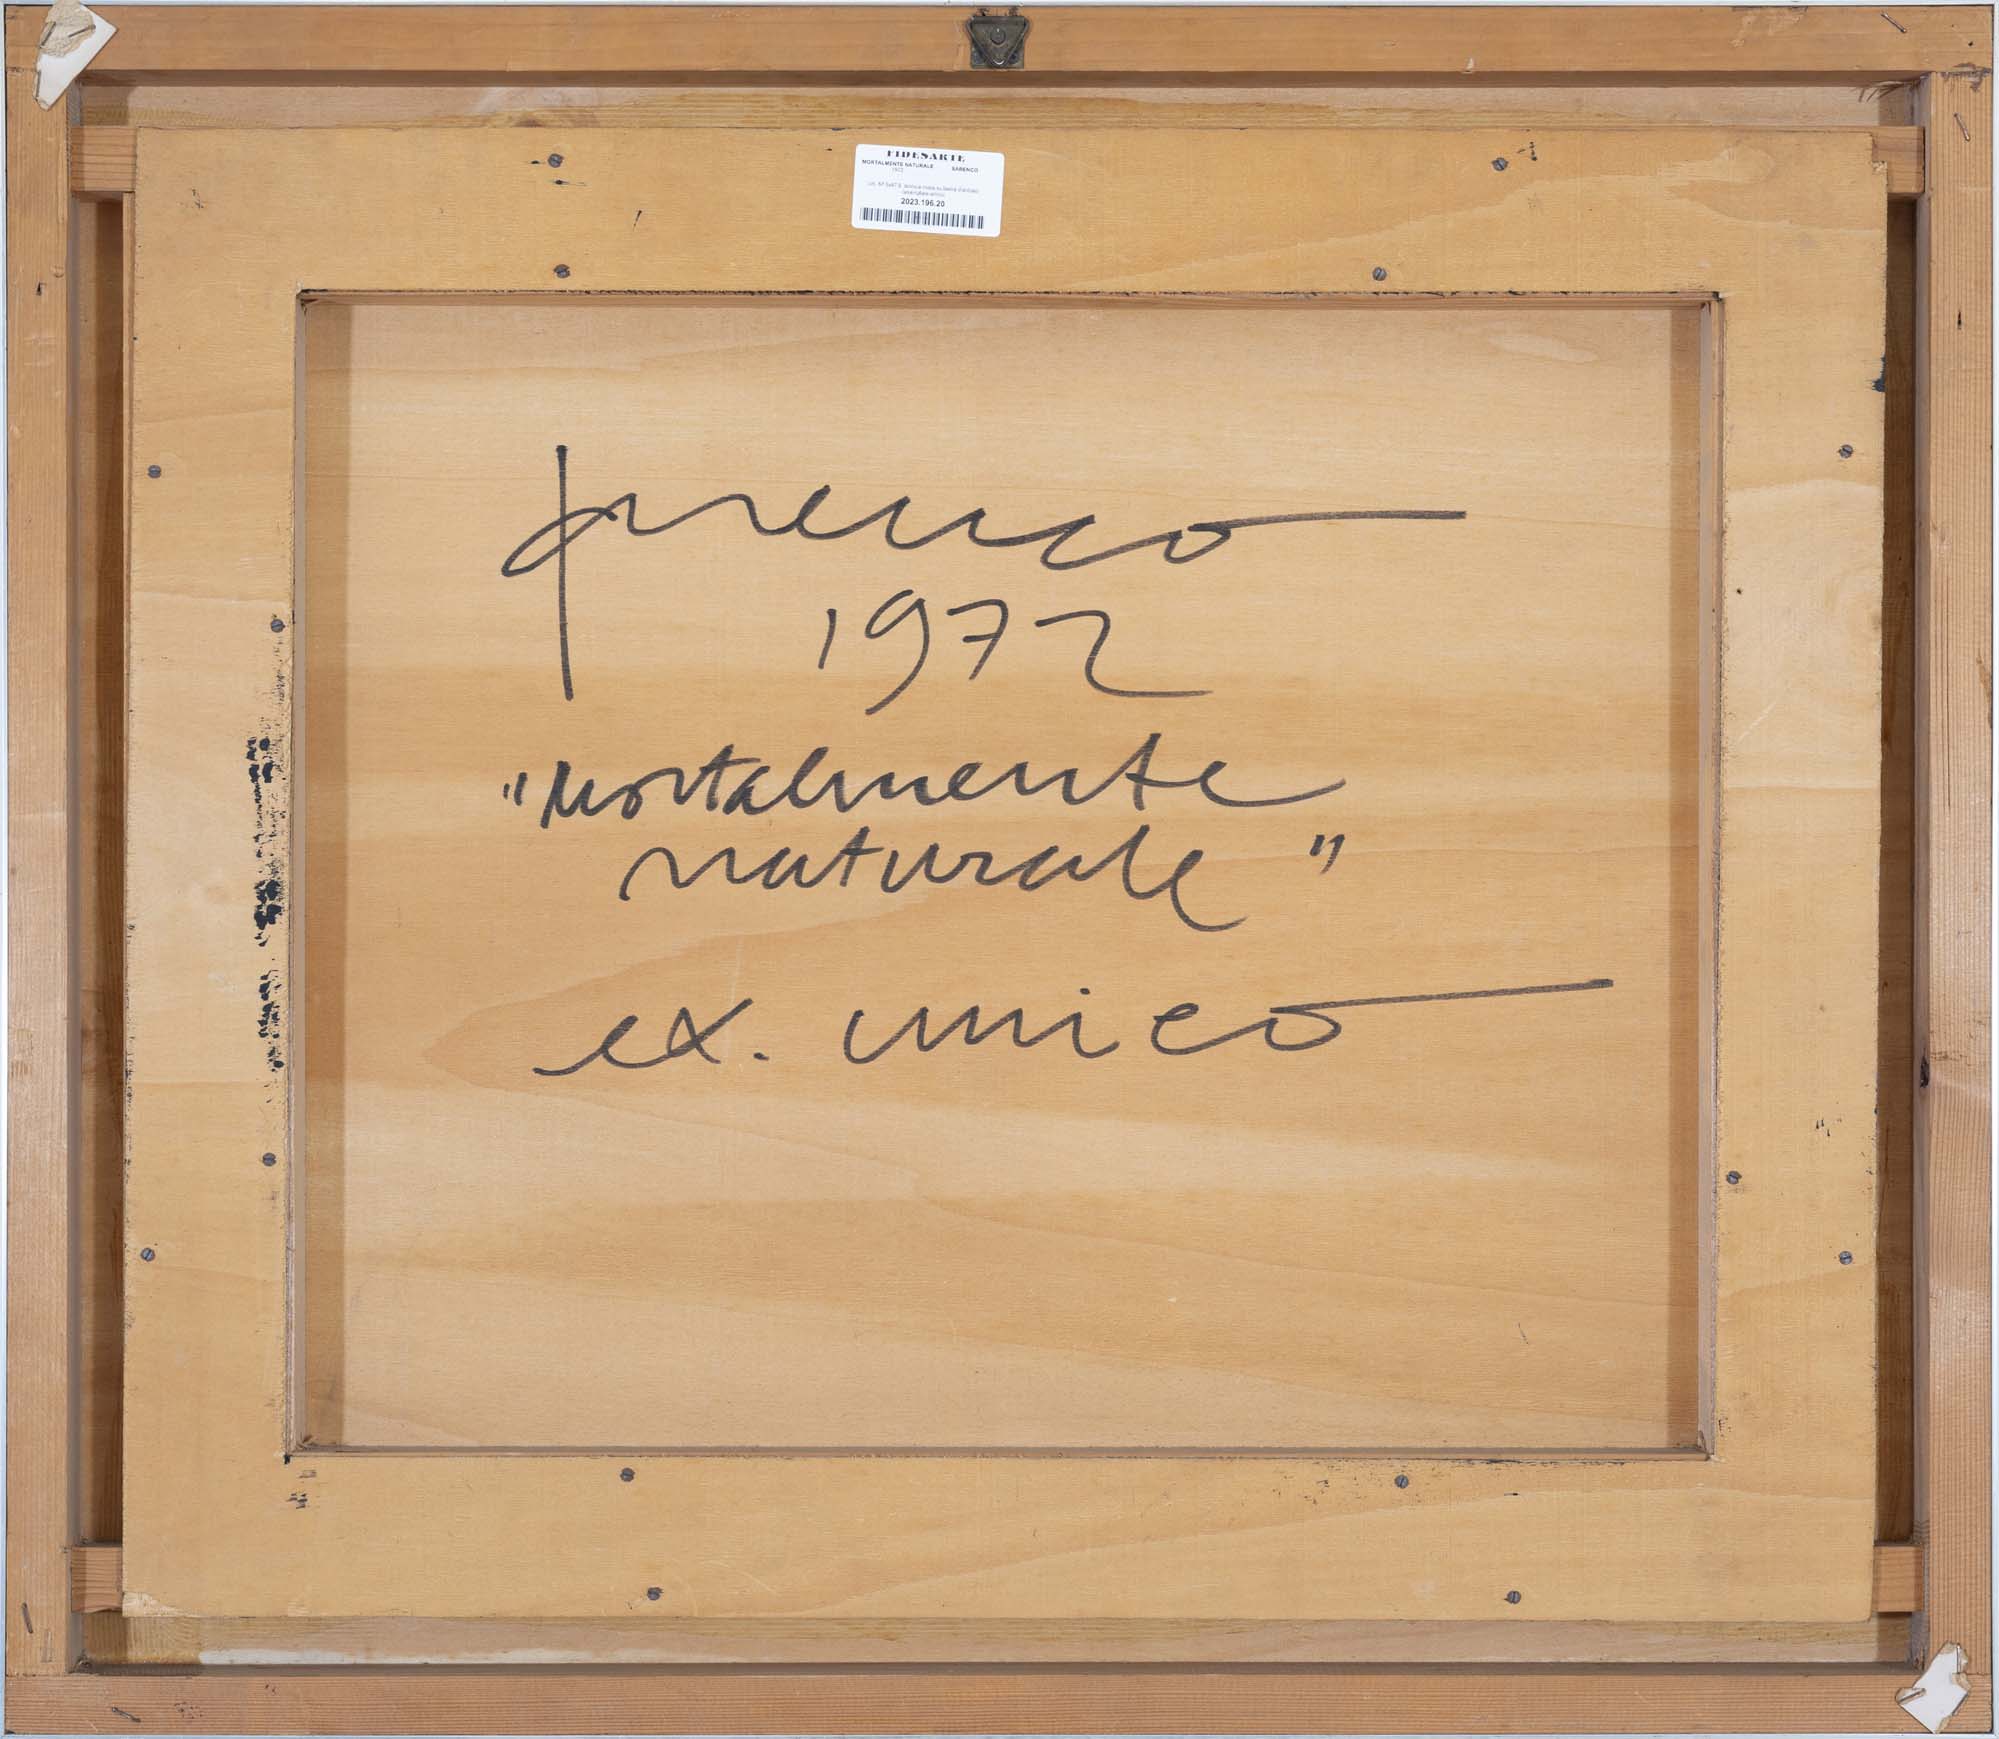 FIDESARTE
MORTALMENTE NATURALE SARENCO
1972
2023.196.20
Sarenco
1972
"Mortalmente
naturale"
ex. unico